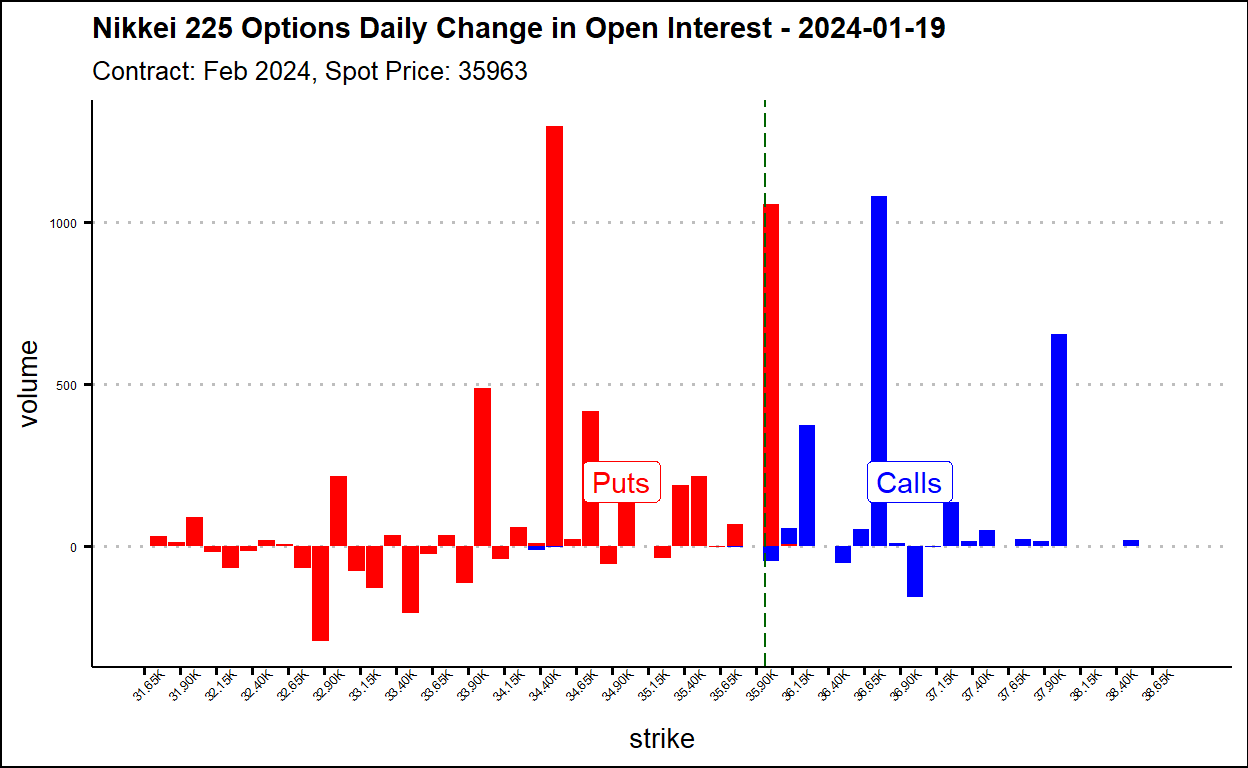 Nikkei 225 Options Daily Change in Open Interest - 2024-01-19
Contract: Feb 2024, Spot Price: 35963
volume
1000
500
0
Puts
Calls
31.65K 31.90K 32.15K 32.40K 32.65K 32.90K 33.15K 33.40K 33.65K 33.90K 34.15K 34.40K 34.65K 34.90K 35.15K 35.40K 35.65K 35.90K 36.15K 36.40K 36.65K 36.90K 37.15K 37.40K 37.65K 37.90K 38.15K 38.40K 38.65K
strike